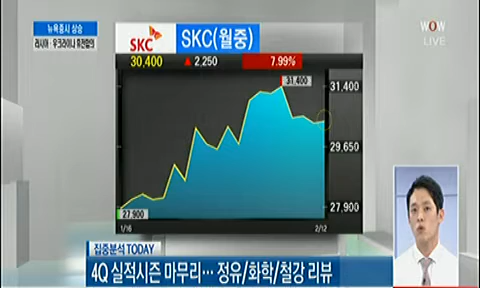 뉴욕증시 상승
러시아·우크라이나 휴전합의
WOW
LIVE
SK
SKC
SKC(월중)
30,400 ▲ 2,250 7.99%
31,400
31,400
29,650
27,900
27,900
1/16 2/12
집중분석 TODAY
4Q 실적시즌 마무리… 정유/화학/철강 리뷰